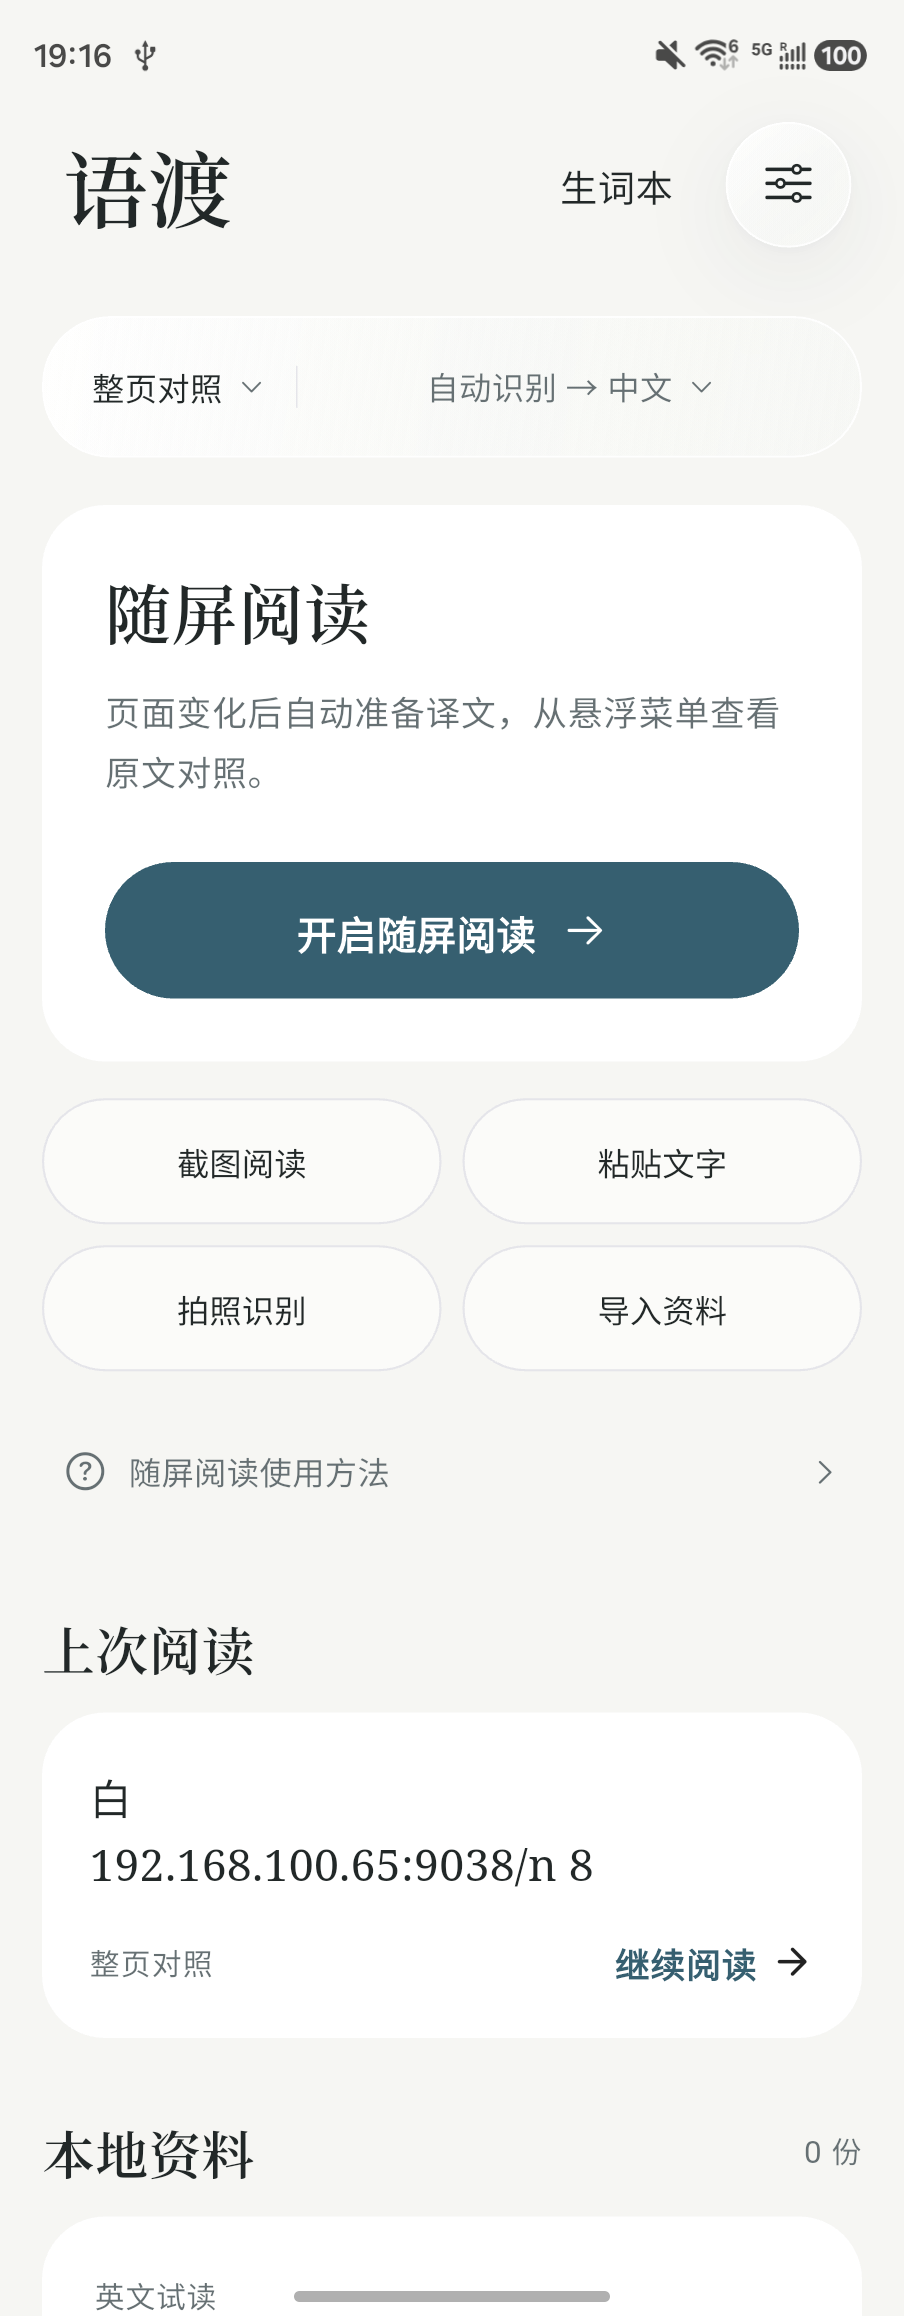 19:16
6 5G R 100
语渡
生词本
整页对照
自动识别 → 中文
随屏阅读
页面变化后自动准备译文，从悬浮菜单查看
原文对照。
开启随屏阅读 →
截图阅读
粘贴文字
拍照识别
导入资料
? 随屏阅读使用方法
上次阅读
白
192.168.100.65:9038/n 8
整页对照
继续阅读 →
本地资料
0 份
英文试读